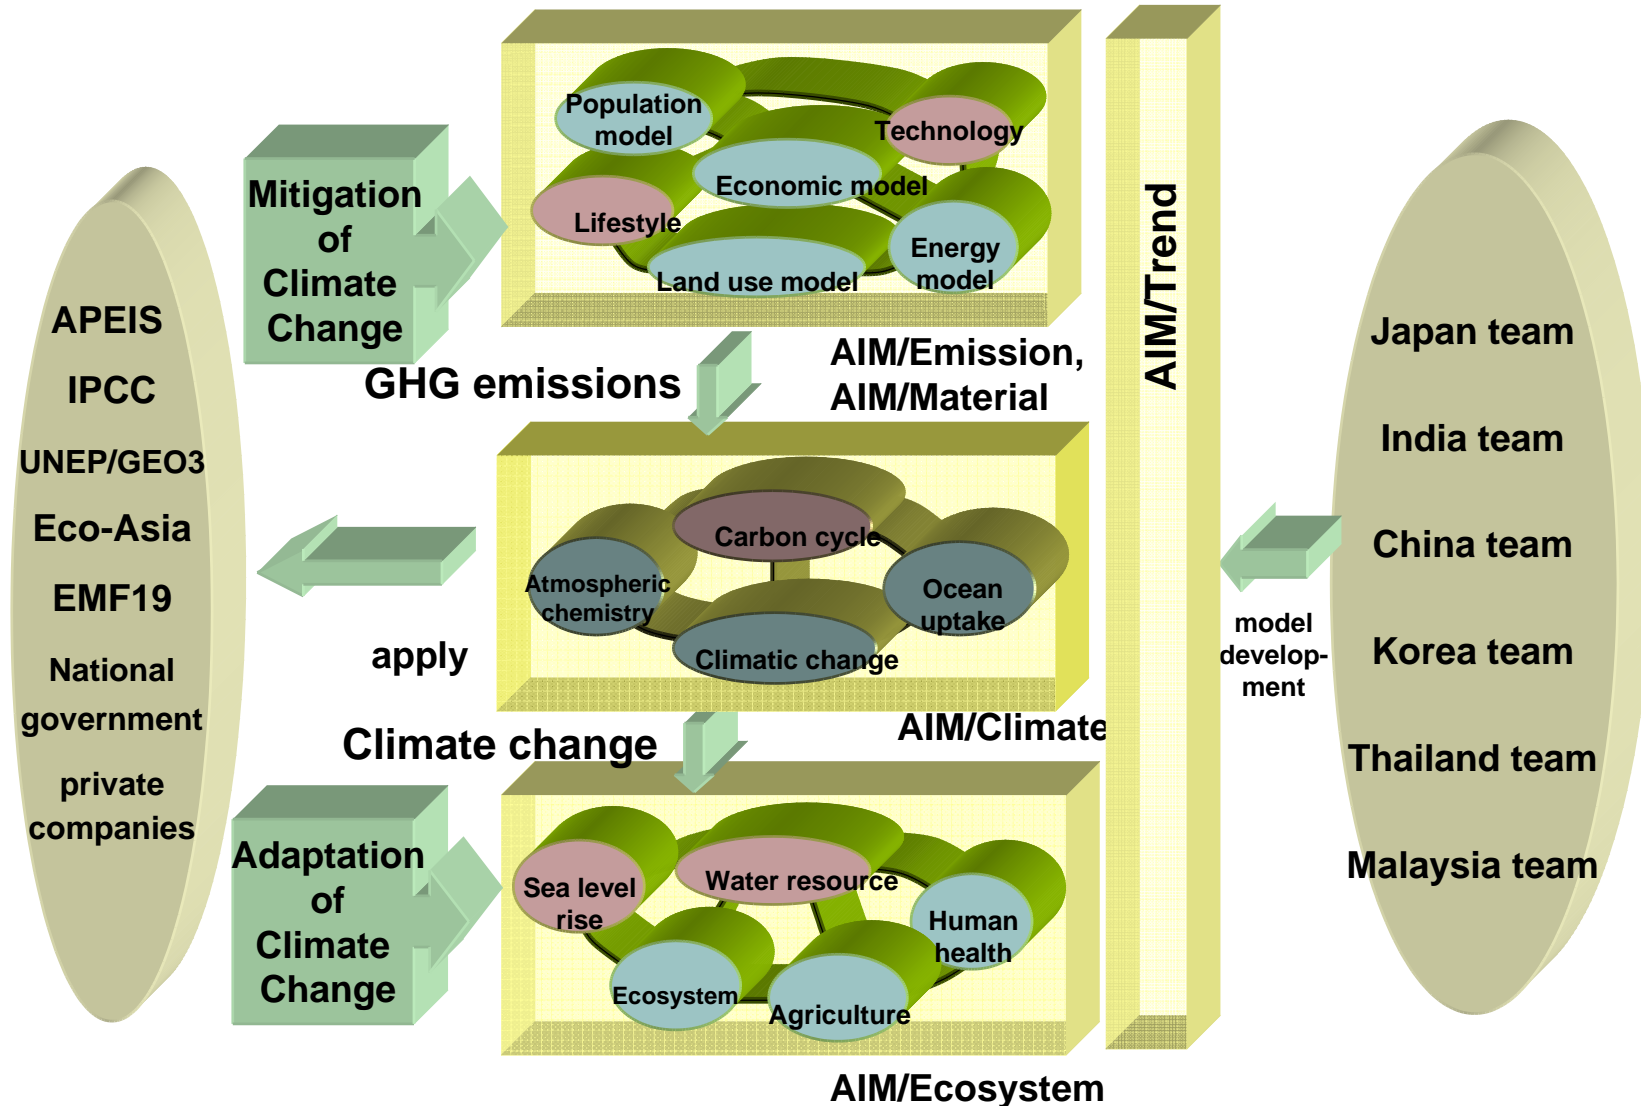 APEIS
IPCC
UNEP/GEO3
Eco-Asia
EMF19
National
government
private
companies
Mitigation
of
Climate
Change
Population
model
Technology
Economic model
Lifestyle
Energy
model
Land use model
AIM/Emission,
AIM/Material
GHG emissions
Carbon cycle
Atmospheric
chemistry
Ocean
uptake
Climatic change
apply
AIM/Climate
Climate change
Adaptation
of
Climate
Change
Sea level
rise
Water resource
Human
health
Ecosystem
Agriculture
AIM/Ecosystem
AIM/Trend
model
develop-
ment
Japan team
India team
China team
Korea team
Thailand team
Malaysia team